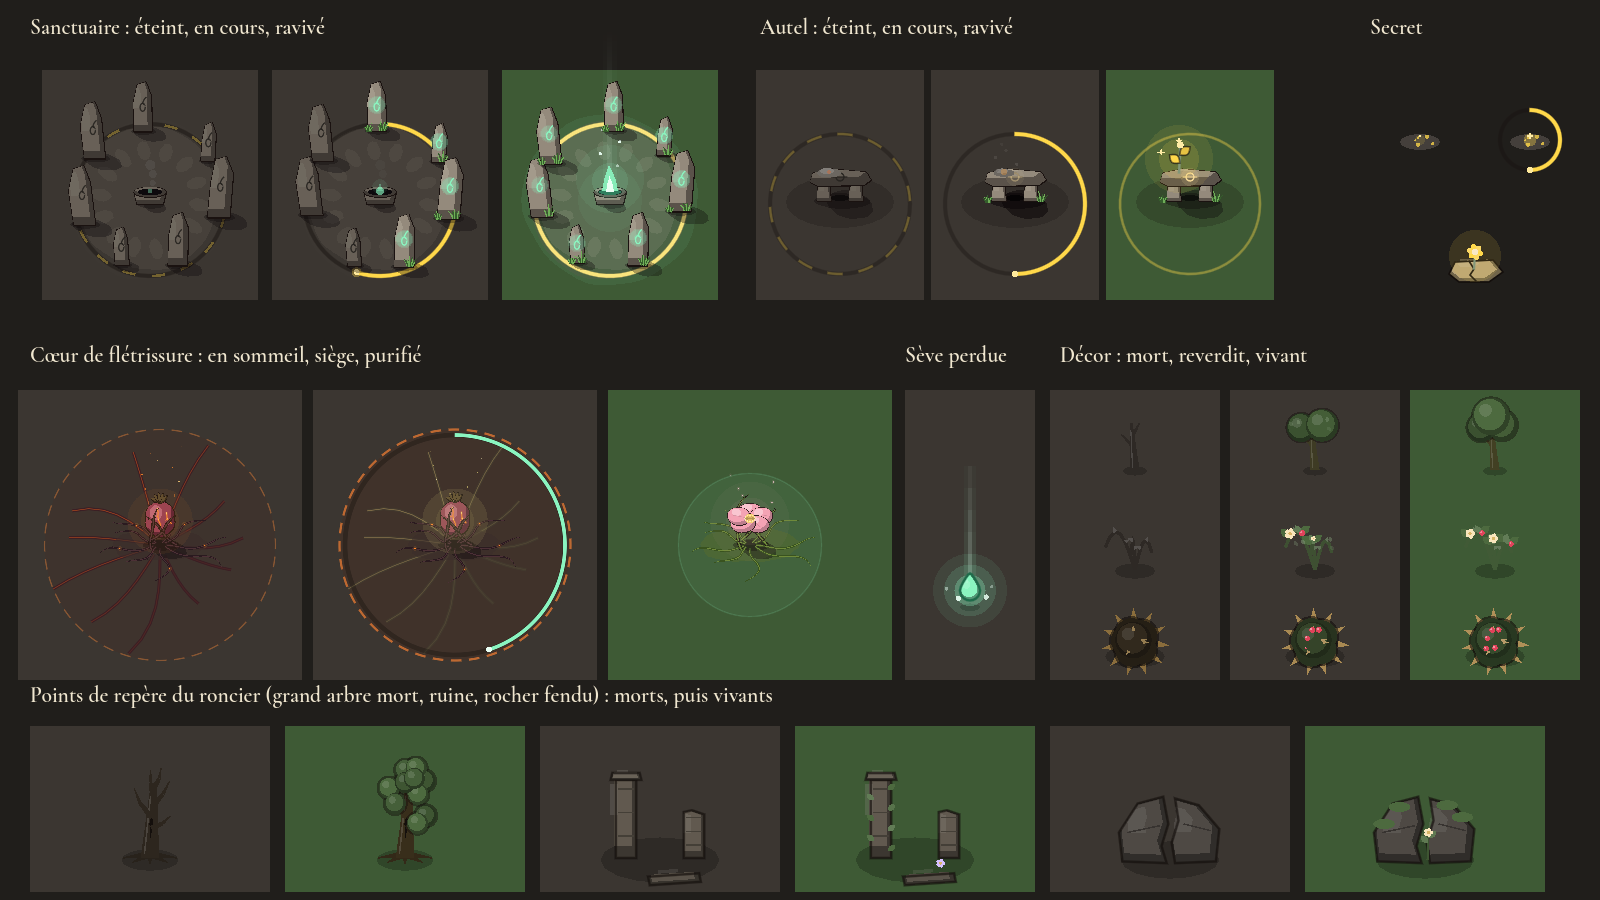 Sanctuaire : éteint, en cours, ravivé
Autel : éteint, en cours, ravivé
Secret
Cœur de flétrissure : en sommeil, siège, purifié
Sève perdue
Décor : mort, reverdit, vivant
Points de repère du roncier (grand arbre mort, ruine, rocher fendu) : morts, puis vivants